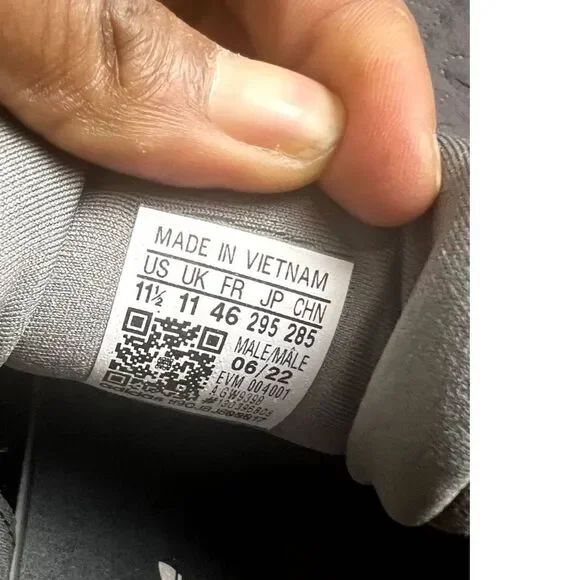 MADE IN VIETNAM
US UK FR JP CHN
11½ 11 46 295 285
MALE/MÂLE
06/22
EVM 004001